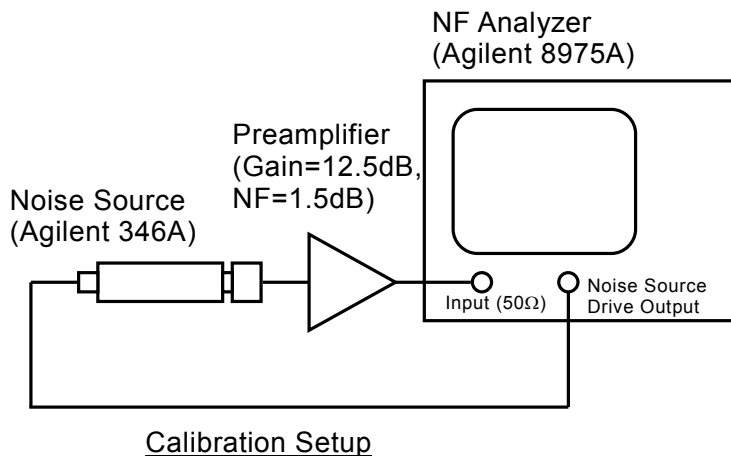 NF Analyzer
(Agilent 8975A)
Preamplifier
(Gain=12.5dB,
NF=1.5dB)
Noise Source
(Agilent 346A)
Input (50Ω)
Noise Source
Drive Output
Calibration Setup